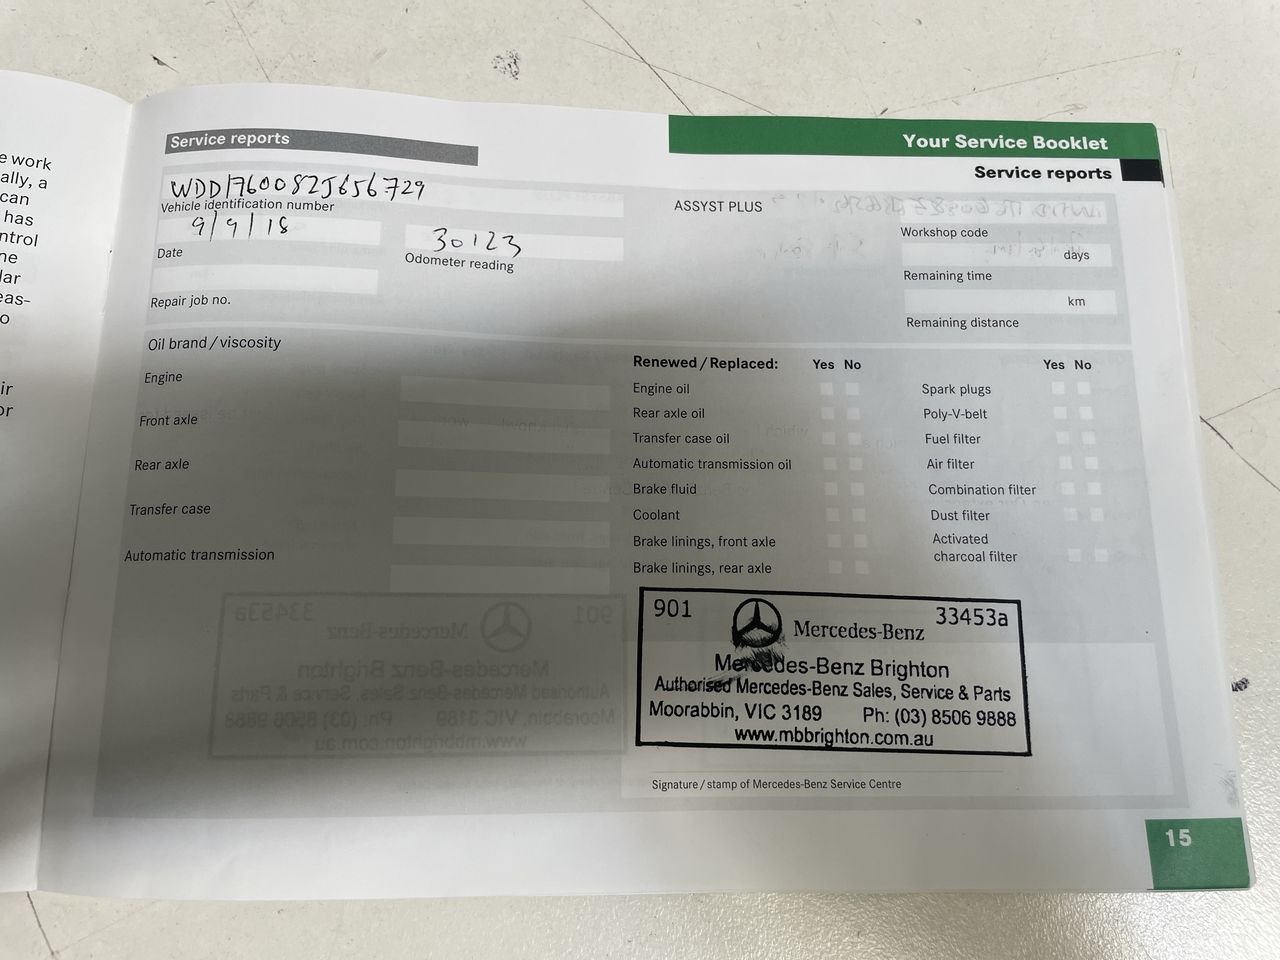 e work
ally, a
can
has
ntrol
ne
lar
eas-
o
ir
or
Service reports
Your Service Booklet
Service reports
WDD1760082J656729
Vehicle identification number
9/9/18
Date
30123
Odometer reading
Repair job no.
ASSYST PLUS
Workshop code
days
Remaining time
km
Remaining distance
Oil brand / viscosity
Engine
Front axle
Rear axle
Transfer case
Automatic transmission
Renewed / Replaced: Yes No
Engine oil
Rear axle oil
Transfer case oil
Automatic transmission oil
Brake fluid
Coolant
Brake linings, front axle
Brake linings, rear axle
Yes No
Spark plugs
Poly-V-belt
Fuel filter
Air filter
Combination filter
Dust filter
Activated
charcoal filter
901 33453a
Mercedes-Benz
Mercedes-Benz Brighton
Authorised Mercedes-Benz Sales, Service & Parts
Moorabbin, VIC 3189 Ph: (03) 8506 9888
www.mbbrighton.com.au
Signature / stamp of Mercedes-Benz Service Centre
15